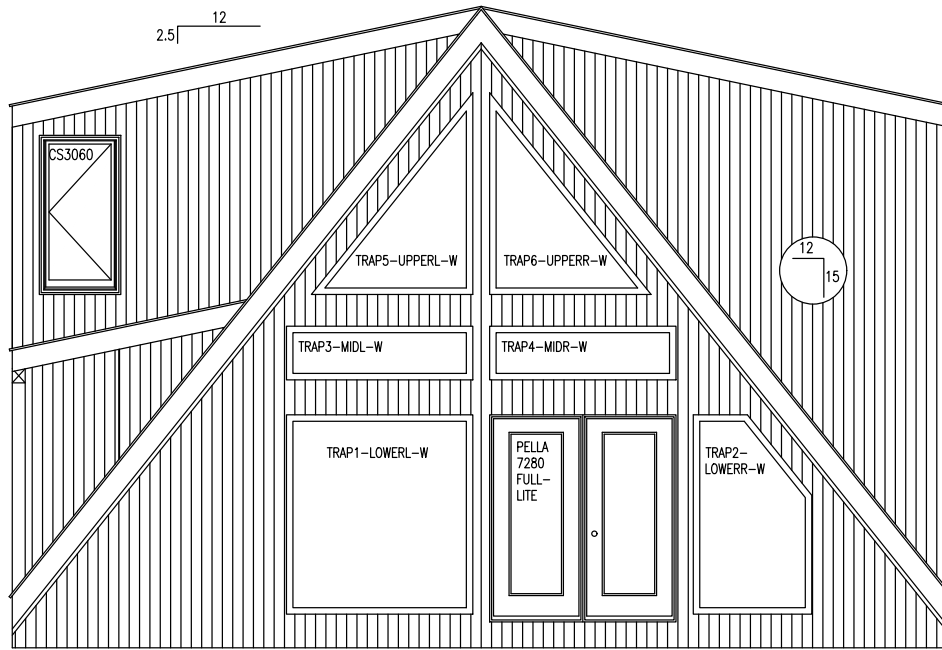 12
2.5
CS3060
TRAP5-UPPERL-W
TRAP6-UPPERR-W
12
15
TRAP3-MIDL-W
TRAP4-MIDR-W
TRAP1-LOWERL-W
PELLA
7280
FULL-
LITE
TRAP2-
LOWERR-W